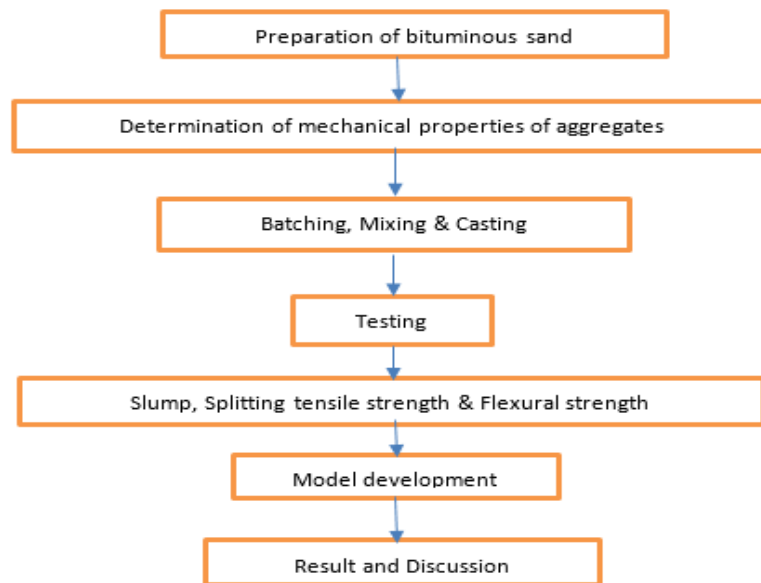 Preparation of bituminous sand
Determination of mechanical properties of aggregates
Batching, Mixing & Casting
Testing
Slump, Splitting tensile strength & Flexural strength
Model development
Result and Discussion